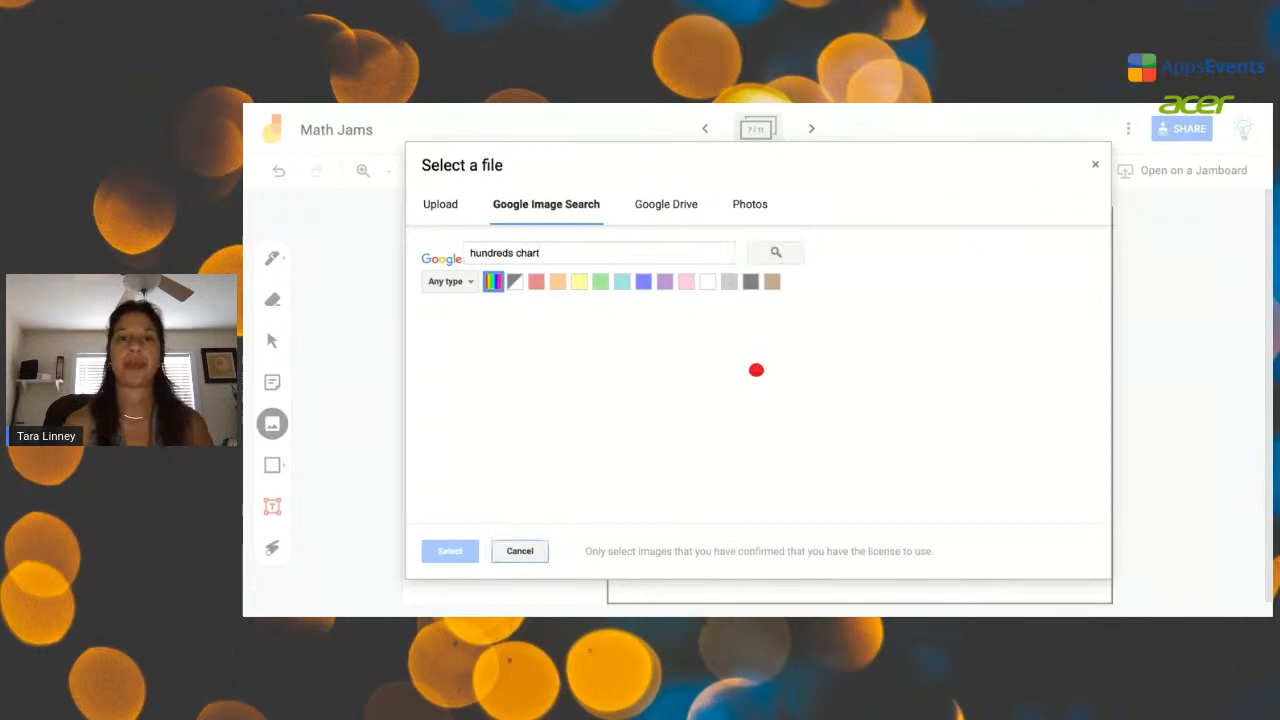 AppsEvents
acer
Math Jams
7 / 11
SHARE
Select a file
×
Open on a Jamboard
Upload
Google Image Search
Google Drive
Photos
Google
hundreds chart
Any type
T
Tara Linney
Select
Cancel
Only select images that you have confirmed that you have the license to use.